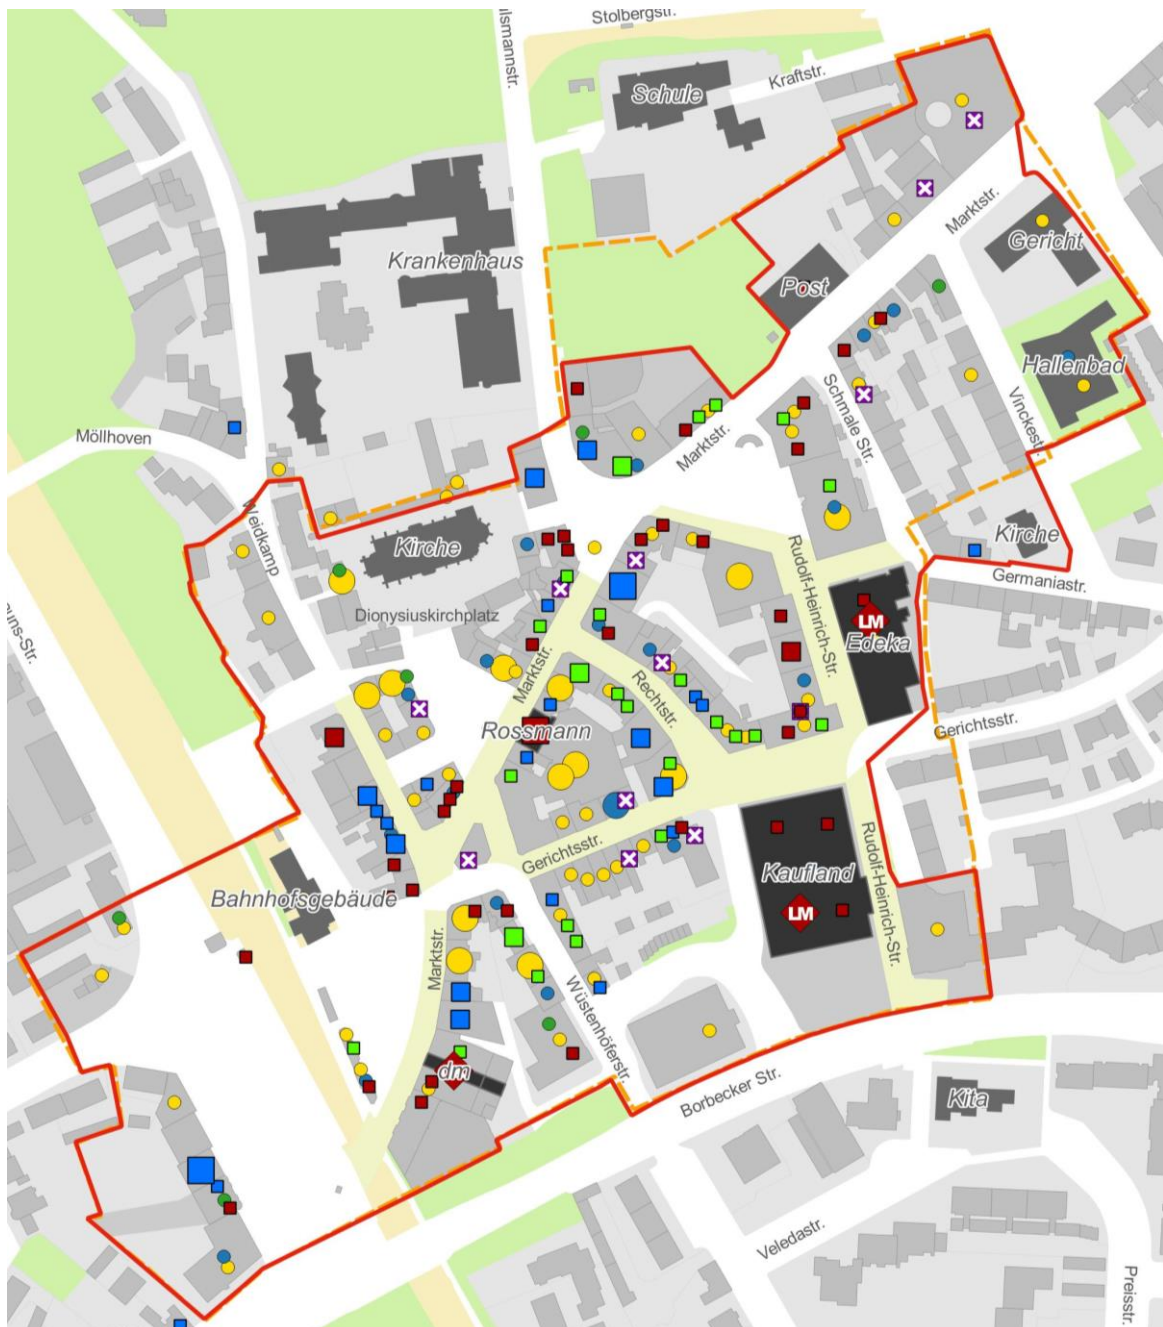 Stolbergstr.
Kraftstr.
Schule
Marktstr.
Gericht
Krankenhaus
Post
Hallenbad
Schmale Str.
Vinckestr.
Möllhoven
Marktstr.
Weidkamp
Kirche
Kirche
Rudolf-Heinrich-Str.
Germaniastr.
Dionysiuskirchplatz
LM
Edeka
Marktstr.
Rechtstr.
Rossmann
Gerichtsstr.
Gerichtsstr.
Kaufland
LM
Rudolf-Heinrich-Str.
Bahnhofsgebäude
Marktstr.
Wüstenhöferstr.
dm
Borbecker Str.
Kita
Veledastr.
Preisstr.